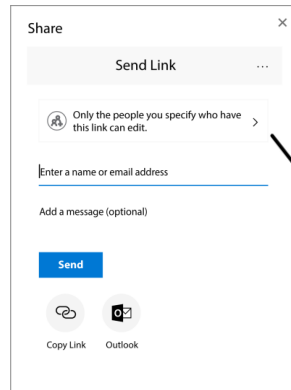 Share
Send Link
Only the people you specify who have
this link can edit.
Enter a name or email address
Add a message (optional)
Send
Copy Link
Outlook